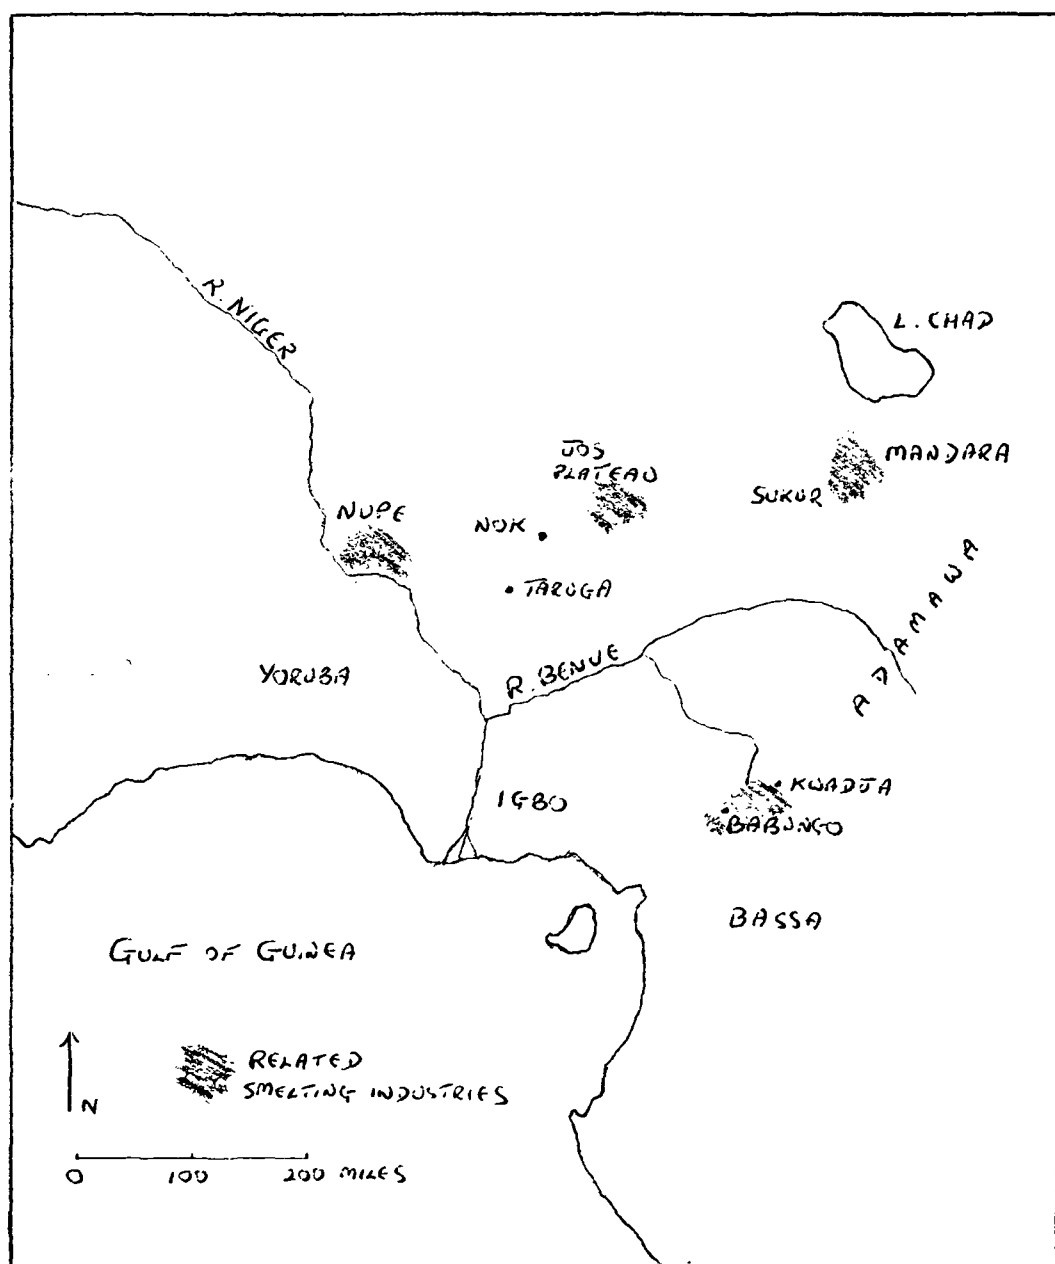 R. NIGER
L. CHAD
JOS
PLATEAU
MANDARA
SUKUR
NUPE
NOK
TARUGA
ADAMAWA
R. BENUE
YORUBA
KWADJA
IGBO
BABUNGO
BASSA
GULF OF GUINEA
RELATED
SMELTING INDUSTRIES
N
0 100 200 MILES